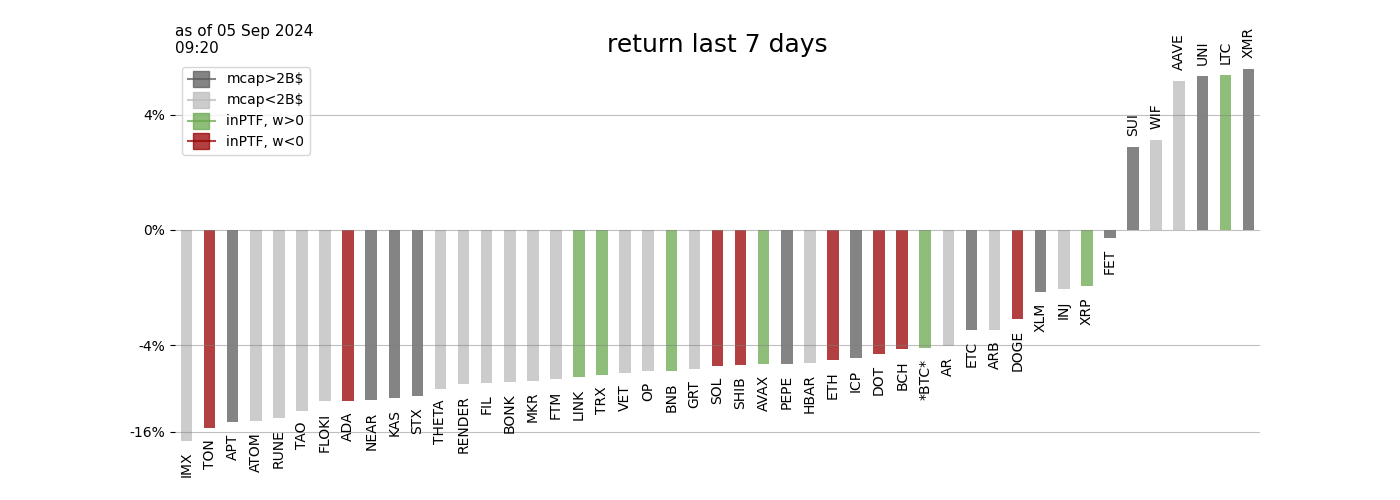 as of 05 Sep 2024
09:20
return last 7 days
mcap>2B$
mcap<2B$
inPTF, w>0
inPTF, w<0
4%
0%
-4%
-16%
IMX
TON
APT
ATOM
RUNE
TAO
FLOKI
ADA
NEAR
KAS
STX
THETA
RENDER
FIL
BONK
MKR
FTM
LINK
TRX
VET
OP
BNB
GRT
SOL
SHIB
AVAX
PEPE
HBAR
ETH
ICP
DOT
BCH
*BTC*
AR
ETC
ARB
DOGE
XLM
INJ
XRP
FET
SUI
WIF
AAVE
UNI
LTC
XMR